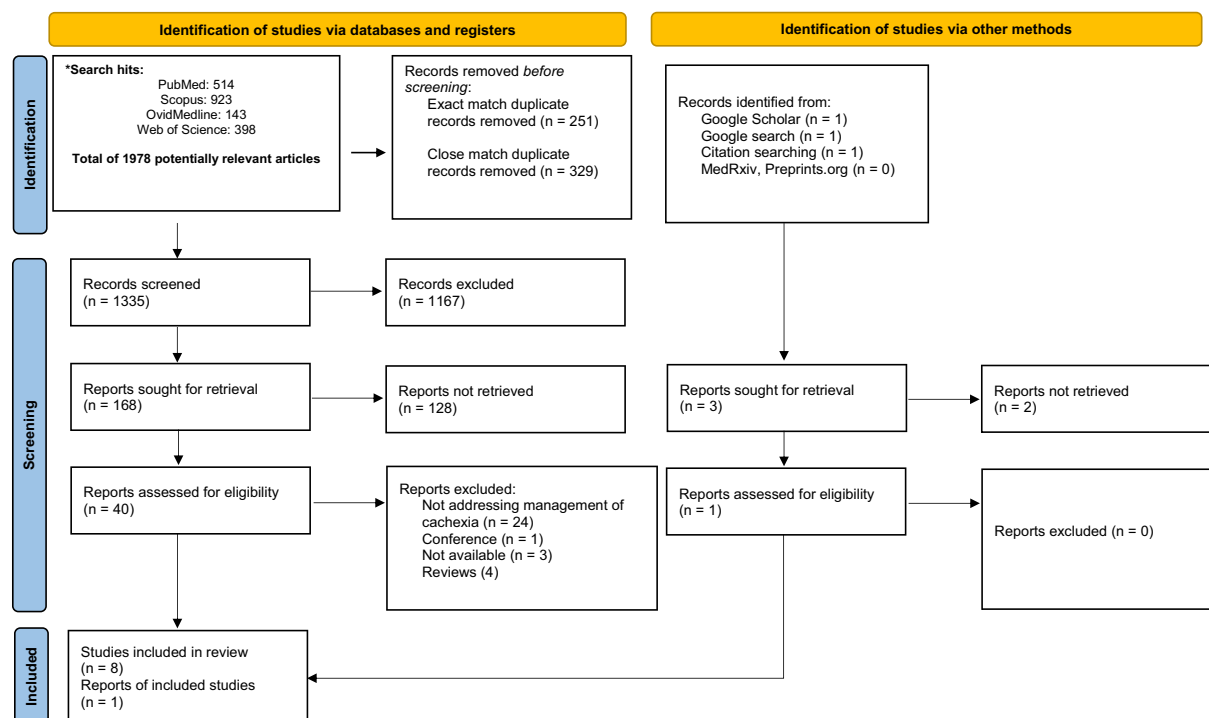 Identification of studies via databases and registers
Identification of studies via other methods
Identification
*Search hits:
PubMed: 514
Scopus: 923
OvidMedline: 143
Web of Science: 398
Total of 1978 potentially relevant articles
Records removed before
screening:
Exact match duplicate
records removed (n = 251)
Close match duplicate
records removed (n = 329)
Records identified from:
Google Scholar (n = 1)
Google search (n = 1)
Citation searching (n = 1)
MedRxiv, Preprints.org (n = 0)
Screening
Records screened
(n = 1335)
Records excluded
(n = 1167)
Reports sought for retrieval
(n = 168)
Reports not retrieved
(n = 128)
Reports sought for retrieval
(n = 3)
Reports not retrieved
(n = 2)
Reports assessed for eligibility
(n = 40)
Reports excluded:
Not addressing management of
cachexia (n = 24)
Conference (n = 1)
Not available (n = 3)
Reviews (4)
Reports assessed for eligibility
(n = 1)
Reports excluded (n = 0)
Included
Studies included in review
(n = 8)
Reports of included studies
(n = 1)